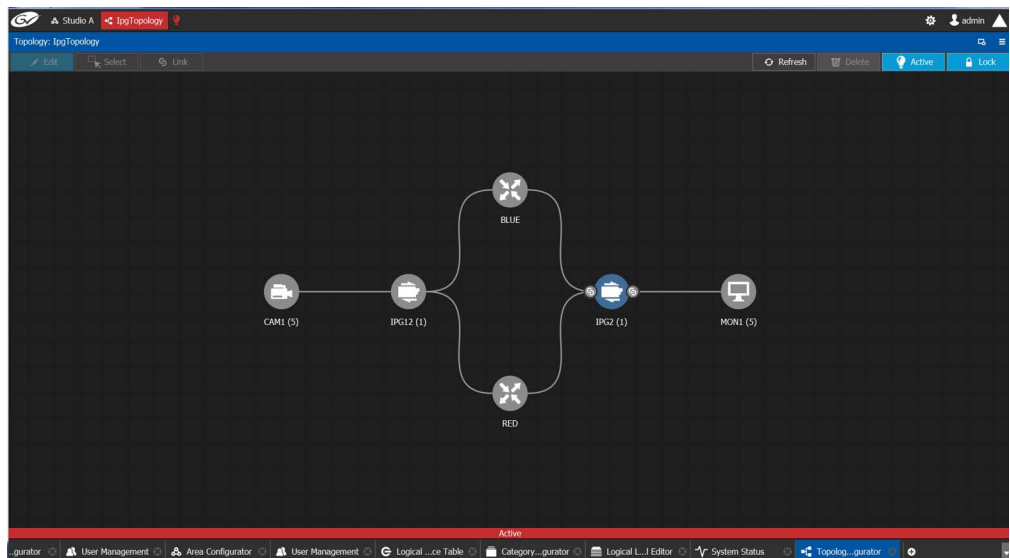 GV Studio A IpgTopology admin
Topology: IpgTopology
Edit Select Link Refresh Delete Active Lock
BLUE
CAM1 (5) IPG12 (1) IPG2 (1) MON1 (5)
RED
Active
..gurator User Management Area Configurator User Management Logical ...ce Table Category...gurator Logical L...l Editor System Status Topolog...gurator